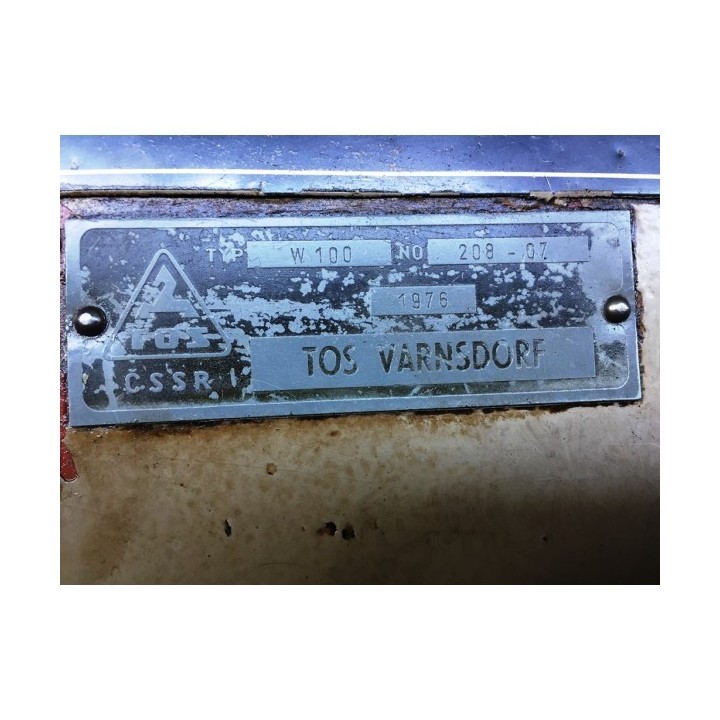 TYP W 100 NO 208 - 07
1976
TOS
TOS VARNSDORF
ČSSR